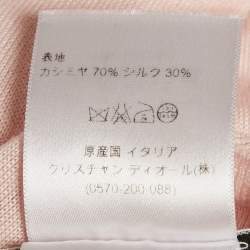 表地
カシミヤ 70% シルク 30%
原産国 イタリア
クリスチャン ディオール(株)
(0570-200-088)